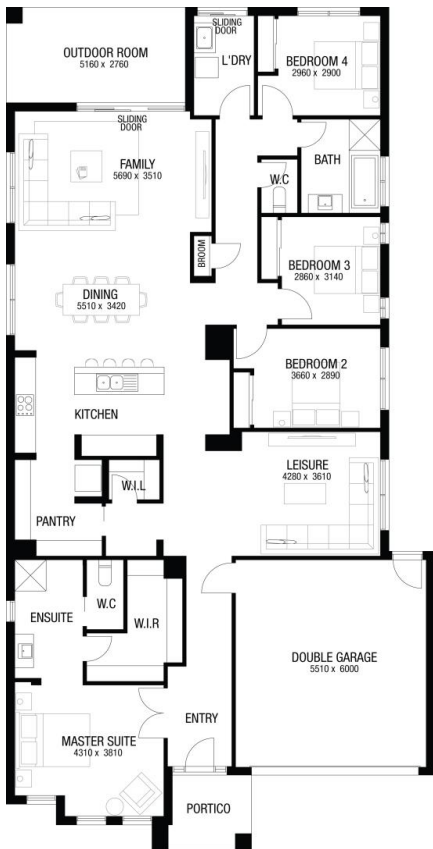 SLIDING
DOOR
OUTDOOR ROOM
5160 x 2760
L'DRY
BEDROOM 4
2960 x 2900
SLIDING
DOOR
FAMILY
5690 x 3510
BATH
W.C
BROOM
BEDROOM 3
2860 x 3140
DINING
5510 x 3420
BEDROOM 2
3660 x 2890
KITCHEN
LEISURE
4280 x 3610
W.I.L
PANTRY
ENSUITE
W.C
W.I.R
DOUBLE GARAGE
5510 x 6000
ENTRY
MASTER SUITE
4310 x 3810
PORTICO